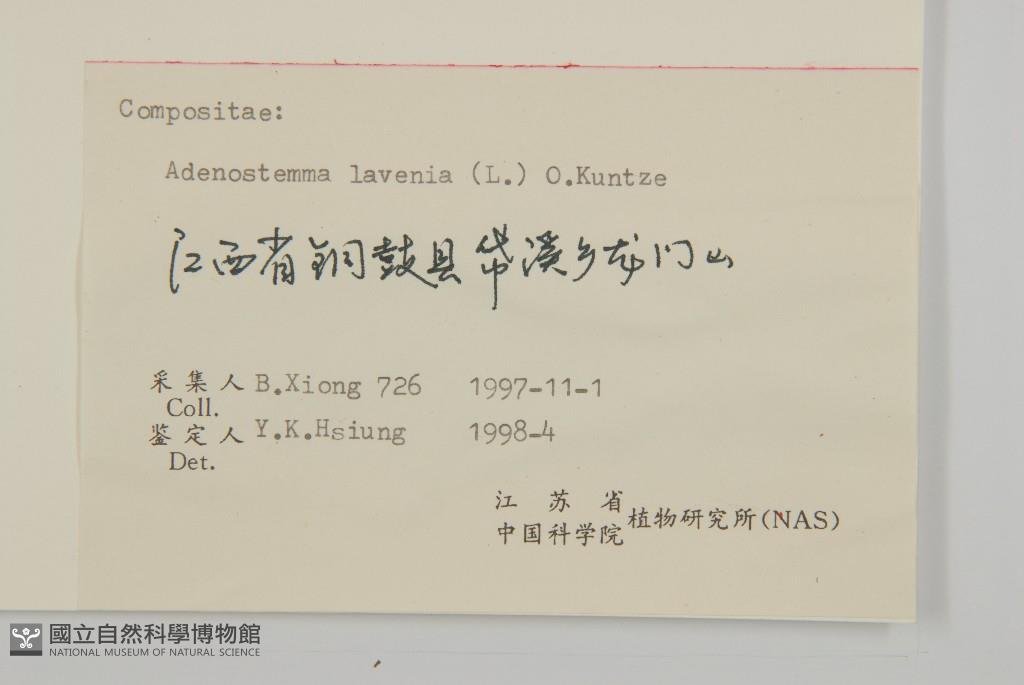 Compositae:
Adenostemma lavenia (L.) O.Kuntze
江西省铜鼓县带溪乡龙门山
采集人 B.Xiong 726 1997-11-1
Coll.
鉴定人 Y.K.Hsiung 1998-4
Det.
江苏省
中国科学院 植物研究所(NAS)
國立自然科學博物館
NATIONAL MUSEUM OF NATURAL SCIENCE